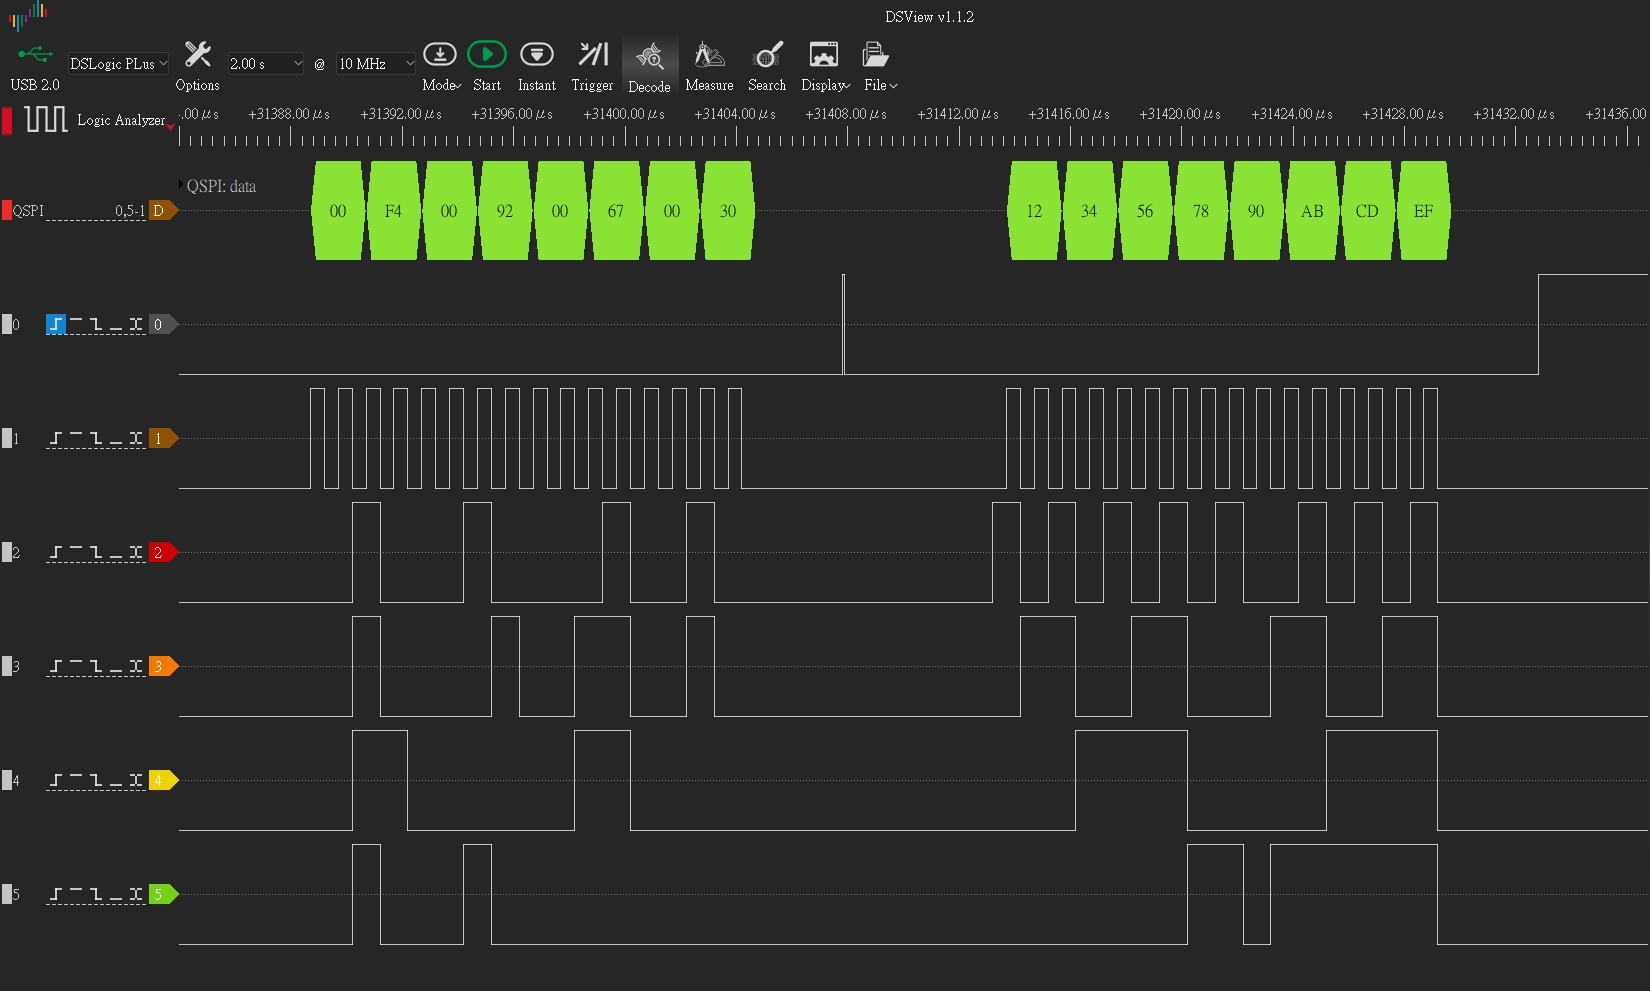 DSView v1.1.2
USB 2.0
DSLogic PLus
Options
2.00 s
@
10 MHz
Mode
Start
Instant
Trigger
Decode
Measure
Search
Display
File
Logic Analyzer
.00 μs +31388.00 μs +31392.00 μs +31396.00 μs +31400.00 μs +31404.00 μs +31408.00 μs +31412.00 μs +31416.00 μs +31420.00 μs +31424.00 μs +31428.00 μs +31432.00 μs +31436.00
QSPI: data
QSPI 0,5-1 D 00 F4 00 92 00 67 00 30 12 34 56 78 90 AB CD EF
0 0
1 1
2 2
3 3
4 4
5 5